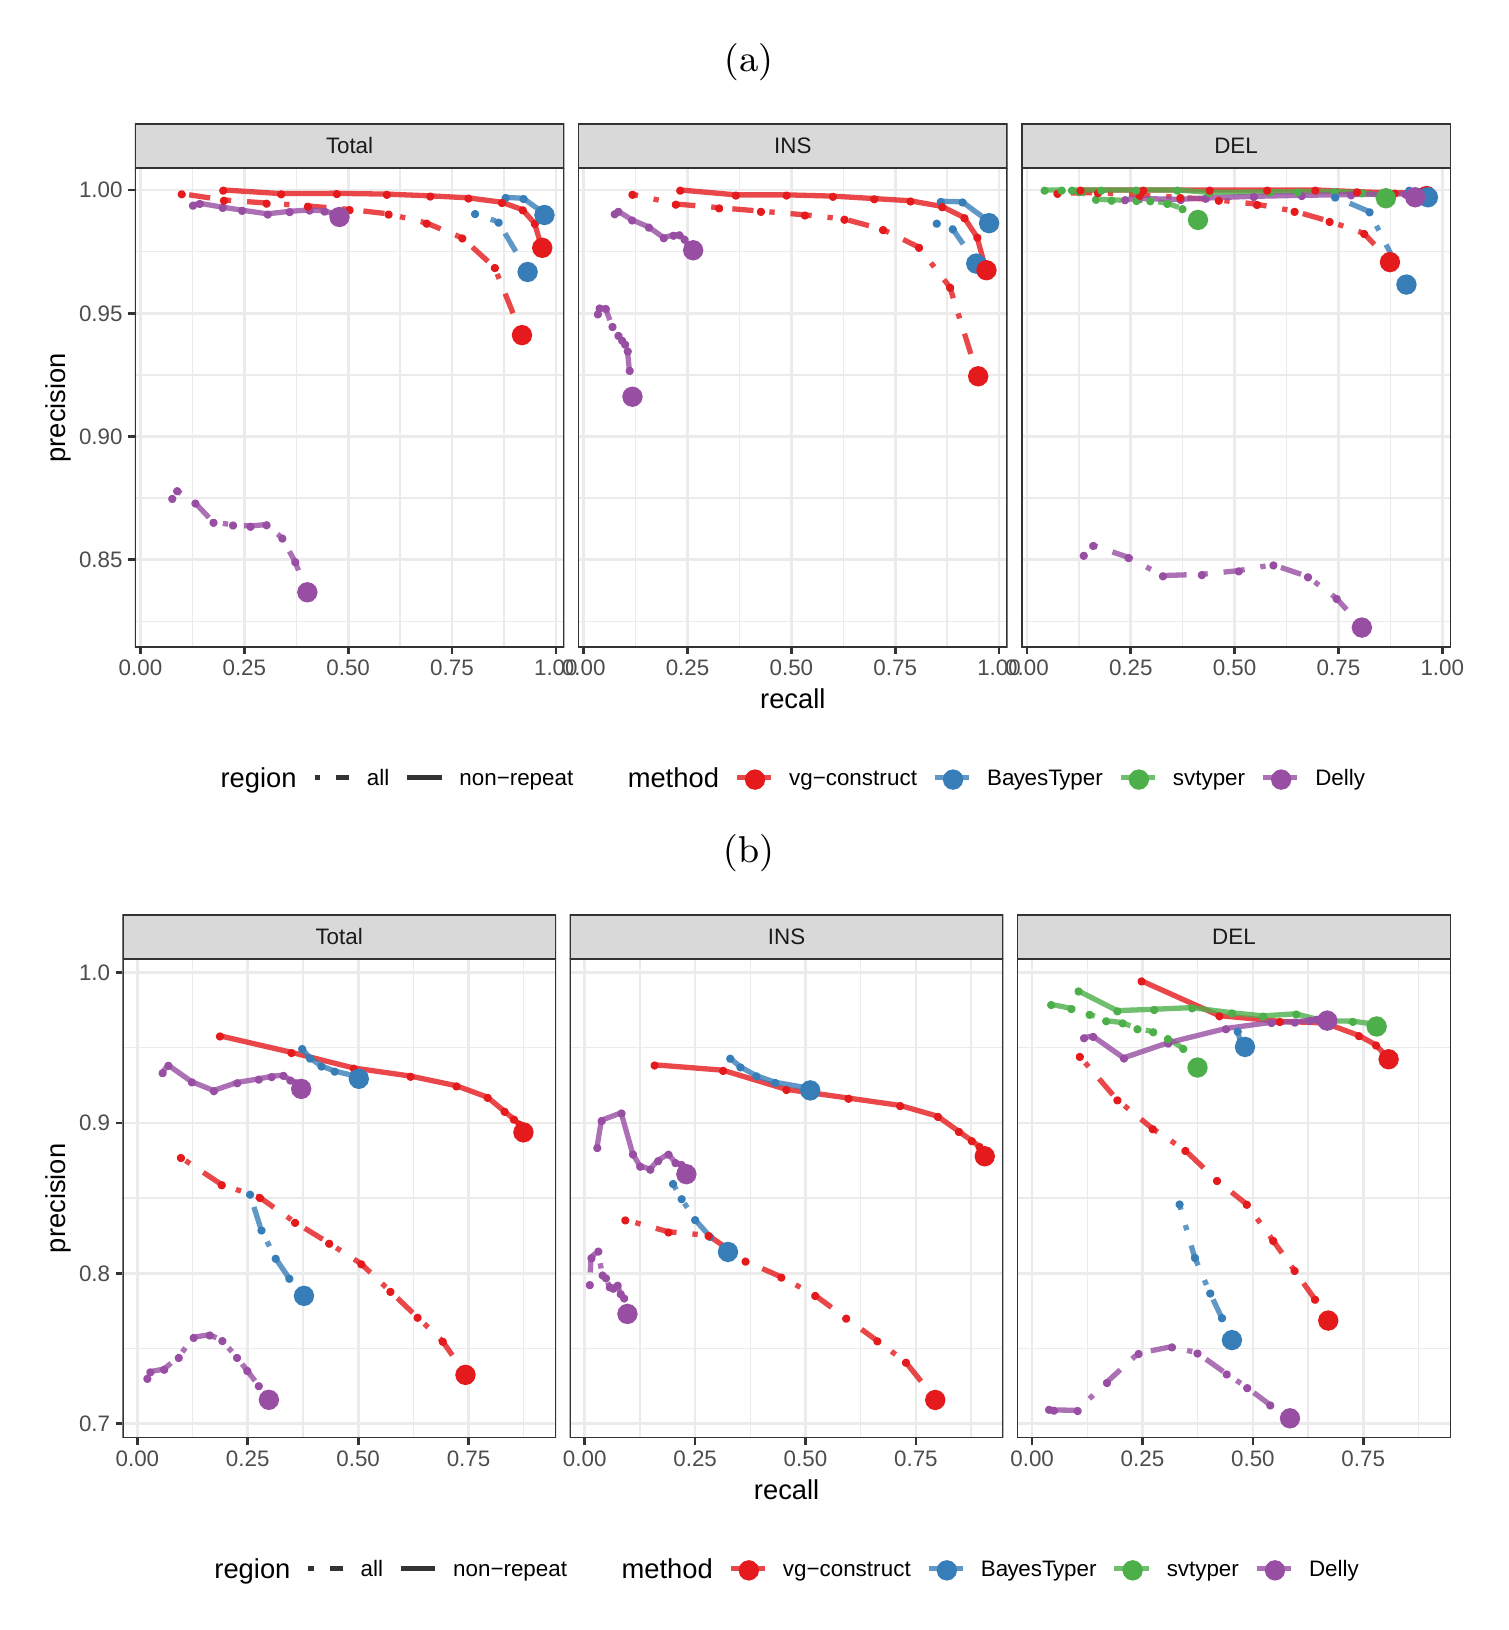 (a)
Total INS DEL
1.00
0.95
0.90
0.85
precision
0.00 0.25 0.50 0.75 1.00 0.00 0.25 0.50 0.75 1.00 0.00 0.25 0.50 0.75 1.00
recall
region all non−repeat method vg−construct BayesTyper svtyper Delly
(b)
Total INS DEL
1.0
0.9
0.8
0.7
precision
0.00 0.25 0.50 0.75 0.00 0.25 0.50 0.75 0.00 0.25 0.50 0.75
recall
region all non−repeat method vg−construct BayesTyper svtyper Delly